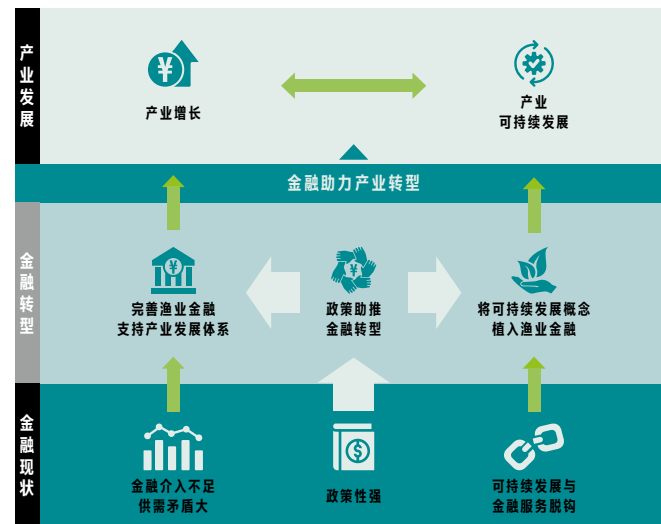 产业发展
产业增长
产业
可持续发展
金融助力产业转型
金融转型
完善渔业金融
支持产业发展体系
政策助推
金融转型
将可持续发展概念
植入渔业金融
金融现状
金融介入不足
供需矛盾大
政策性强
可持续发展与
金融服务脱钩